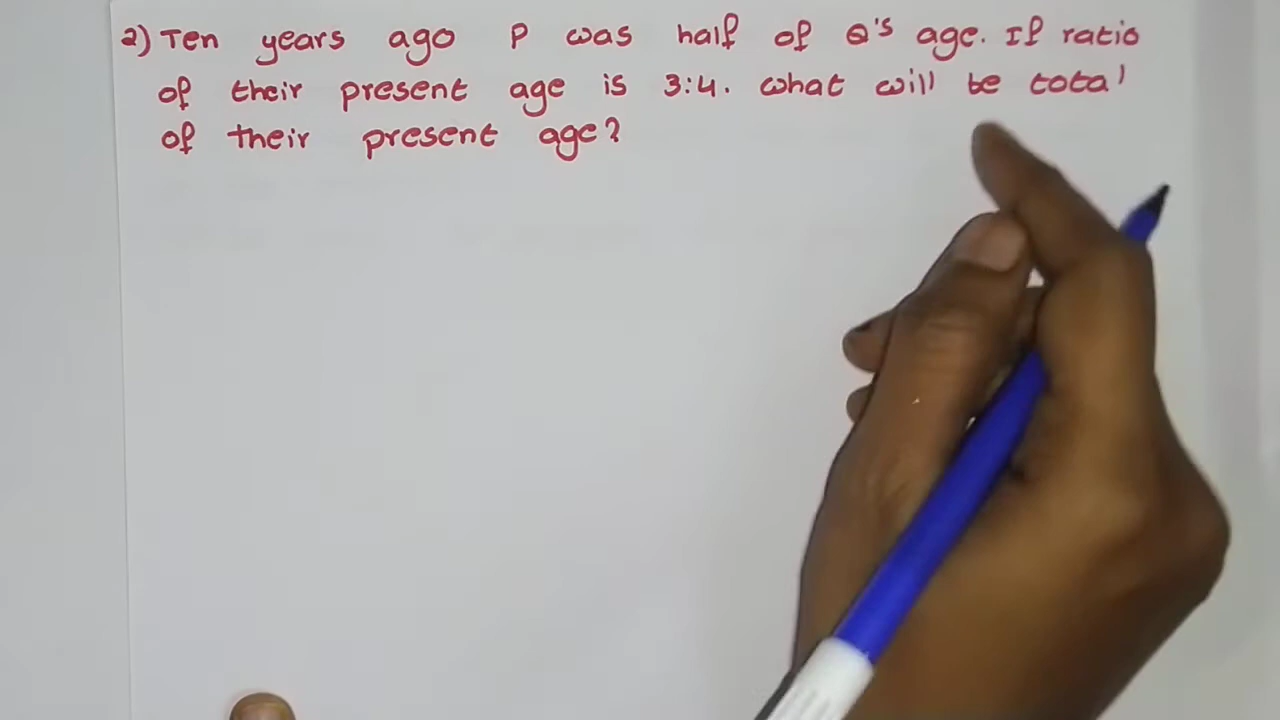 2) Ten years ago P was half of Q's age. If ratio
of their present age is 3:4. what will be total
of their present age?